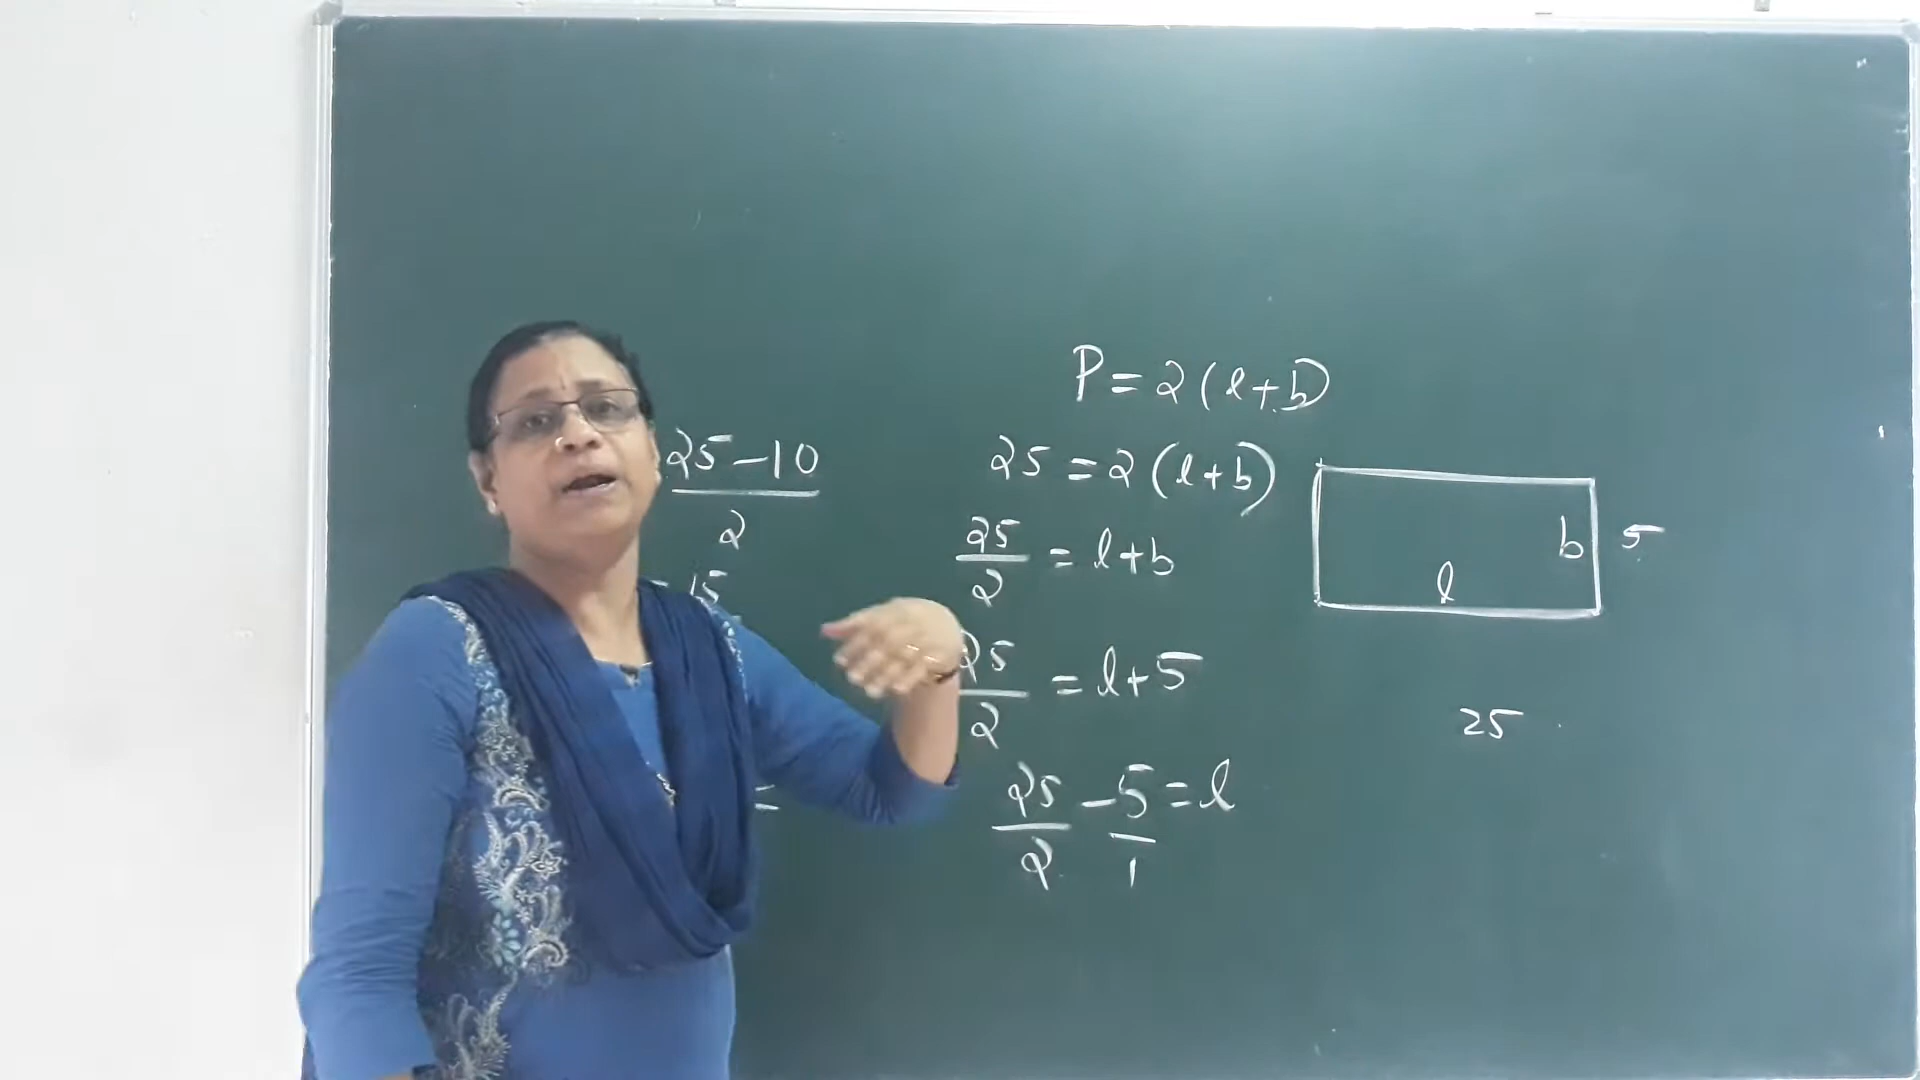 P = 2(l+b)
25 = 2(l+b)
25/2 = l+b
25/2 = l+5
25/2 - 5/1 = l
25-10
2
15
=
b 5
l
25